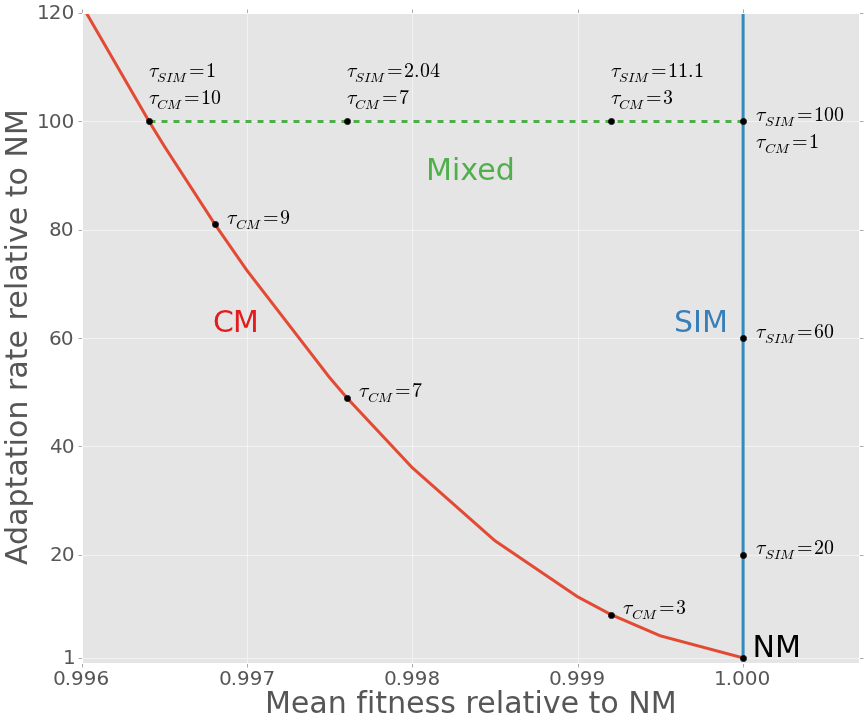 120
τSIM=1
τSIM=2.04
τSIM=11.1
τCM=10
τCM=7
τCM=3
100
τSIM=100
τCM=1
Mixed
80
τCM=9
CM
SIM
60
τSIM=60
τCM=7
40
20
τSIM=20
τCM=3
NM
1
0.996
0.997
0.998
0.999
1.000
Mean fitness relative to NM
Adaptation rate relative to NM